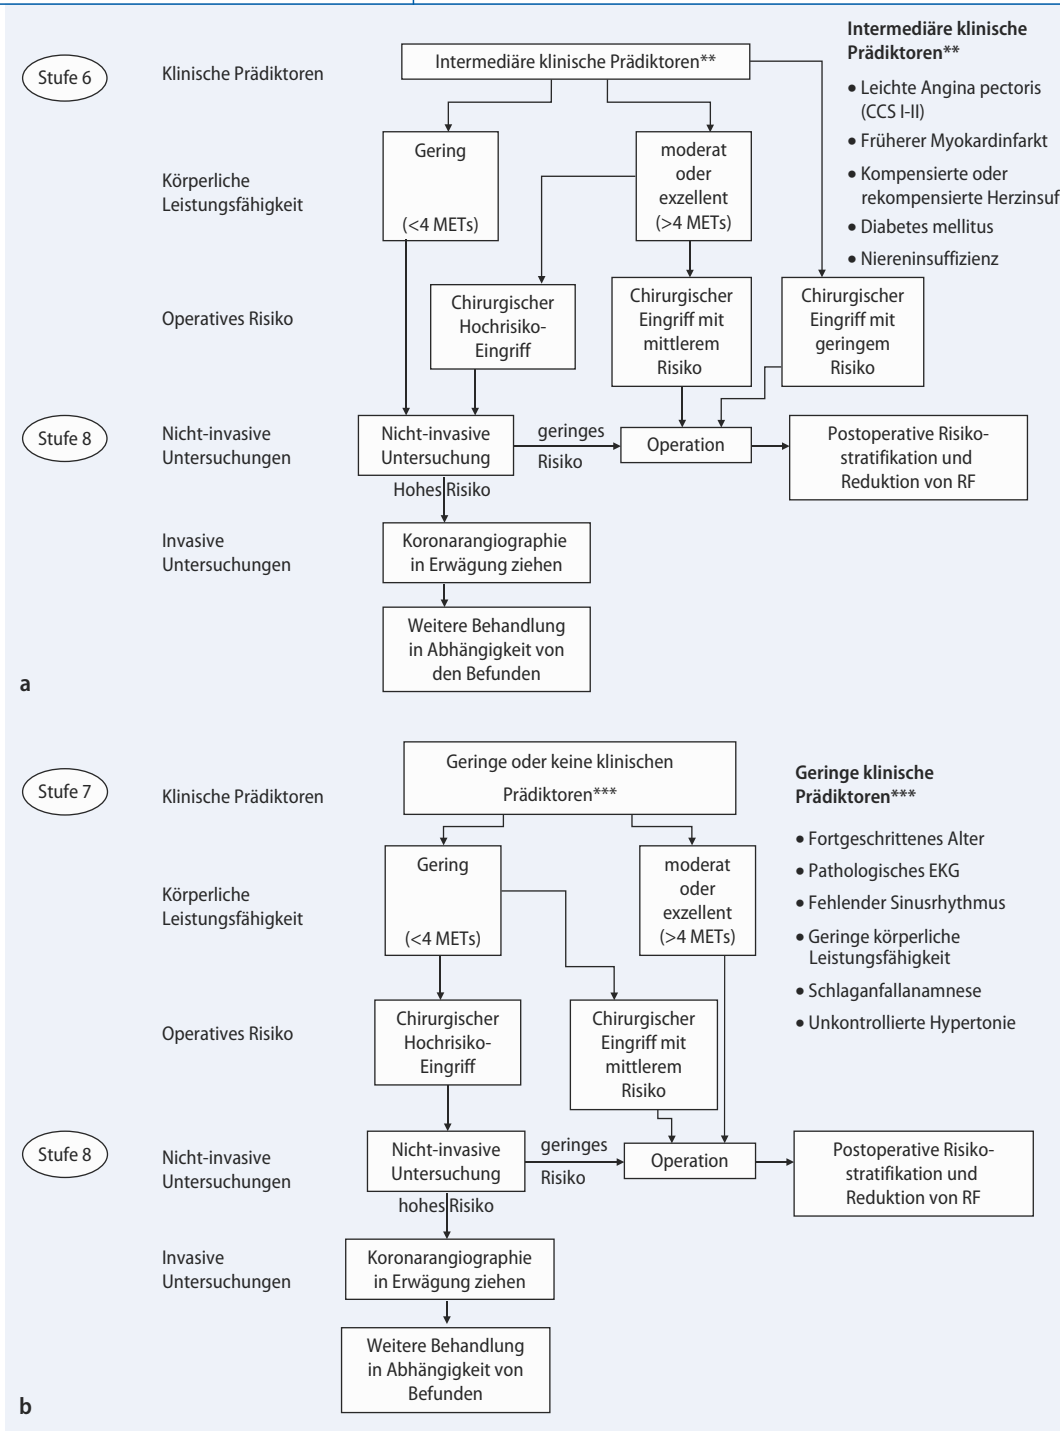 Stufe 6
Klinische Prädiktoren
Intermediäre klinische Prädiktoren**
Intermediäre klinische
Prädiktoren**
• Leichte Angina pectoris
(CCS I-II)
• Früherer Myokardinfarkt
• Kompensierte oder
rekompensierte Herzinsuf
• Diabetes mellitus
• Niereninsuffizienz
Körperliche
Leistungsfähigkeit
Gering
(<4 METs)
moderat
oder
exzellent
(>4 METs)
Operatives Risiko
Chirurgischer
Hochrisiko-
Eingriff
Chirurgischer
Eingriff mit
mittlerem
Risiko
Chirurgischer
Eingriff mit
geringem
Risiko
Stufe 8
Nicht-invasive
Untersuchungen
Nicht-invasive
Untersuchung
geringes
Risiko
Operation
Postoperative Risiko-
stratifikation und
Reduktion von RF
Hohes Risiko
Invasive
Untersuchungen
Koronarangiographie
in Erwägung ziehen
Weitere Behandlung
in Abhängigkeit von
den Befunden
a
Stufe 7
Klinische Prädiktoren
Geringe oder keine klinischen
Prädiktoren***
Geringe klinische
Prädiktoren***
• Fortgeschrittenes Alter
• Pathologisches EKG
• Fehlender Sinusrhythmus
• Geringe körperliche
Leistungsfähigkeit
• Schlaganfallanamnese
• Unkontrollierte Hypertonie
Körperliche
Leistungsfähigkeit
Gering
(<4 METs)
moderat
oder
exzellent
(>4 METs)
Operatives Risiko
Chirurgischer
Hochrisiko-
Eingriff
Chirurgischer
Eingriff mit
mittlerem
Risiko
Stufe 8
Nicht-invasive
Untersuchungen
Nicht-invasive
Untersuchung
geringes
Risiko
Operation
Postoperative Risiko-
stratifikation und
Reduktion von RF
hohes Risiko
Invasive
Untersuchungen
Koronarangiographie
in Erwägung ziehen
Weitere Behandlung
in Abhängigkeit von
Befunden
b